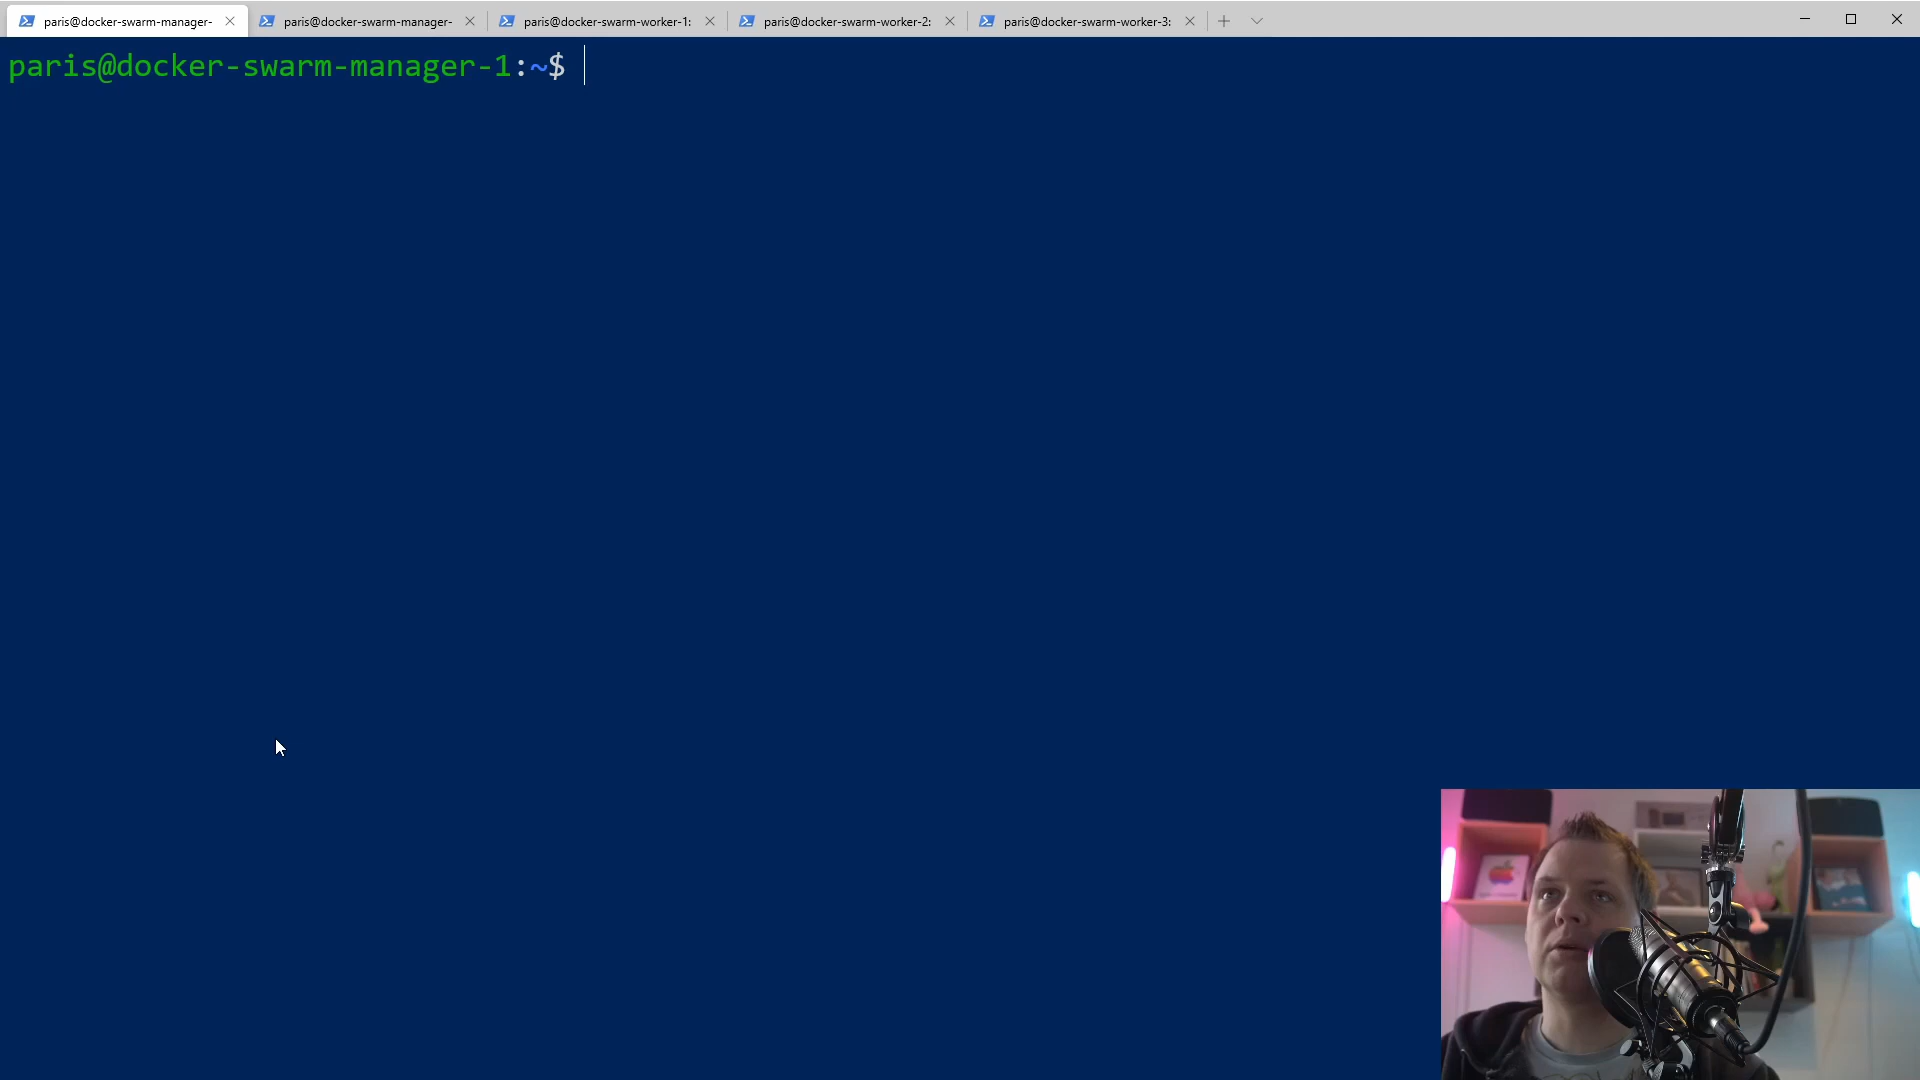 paris@docker-swarm-manager-
paris@docker-swarm-manager-
paris@docker-swarm-worker-1:
paris@docker-swarm-worker-2:
paris@docker-swarm-worker-3:
paris@docker-swarm-manager-1:~$